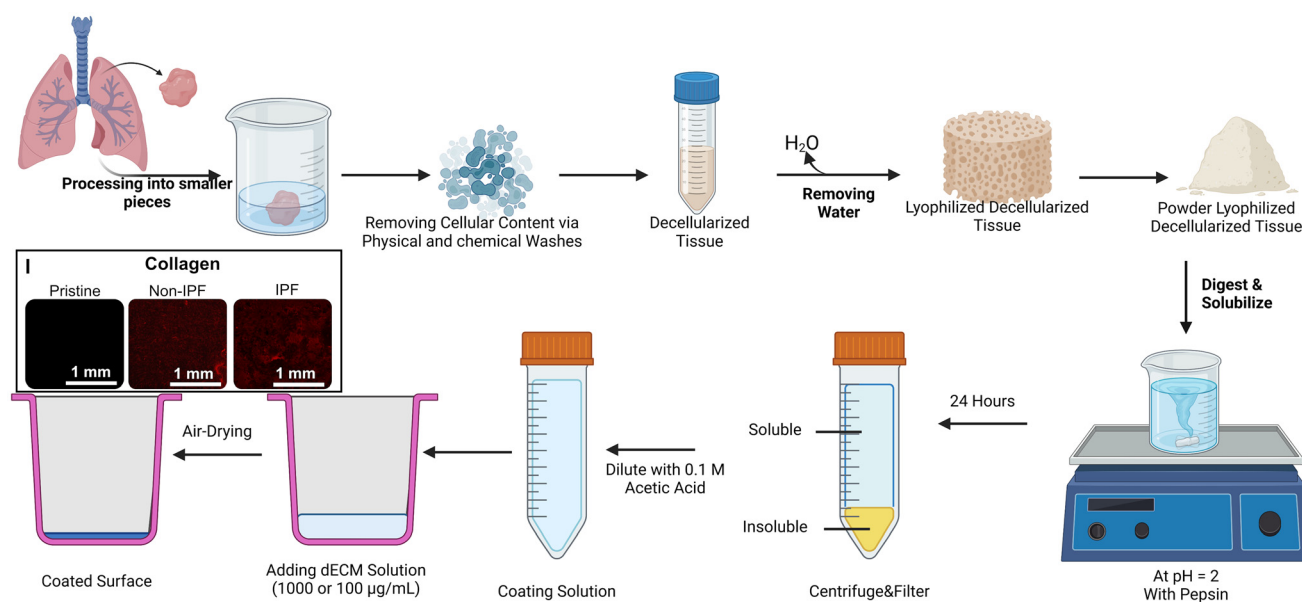 Processing into smaller
pieces
Removing Cellular Content via
Physical and chemical Washes
Decellularized
Tissue
H₂O
Removing
Water
Lyophilized Decellularized
Tissue
Powder Lyophilized
Decellularized Tissue
Digest &
Solubilize
At pH = 2
With Pepsin
24 Hours
Soluble
Insoluble
Centrifuge&Filter
Dilute with 0.1 M
Acetic Acid
Coating Solution
Adding dECM Solution
(1000 or 100 µg/mL)
Air-Drying
Coated Surface
I
Collagen
Pristine
Non-IPF
IPF
1 mm
1 mm
1 mm